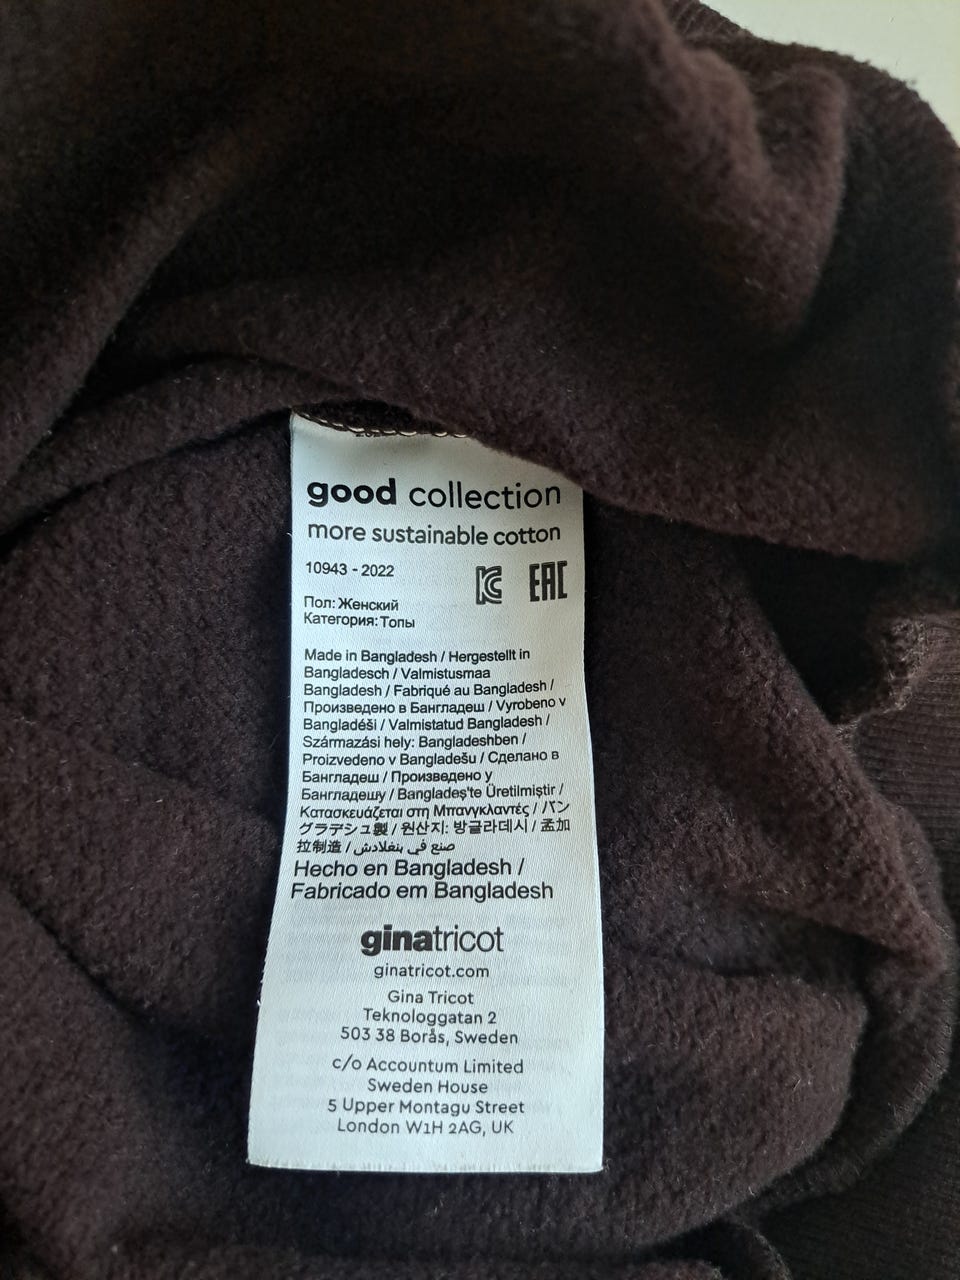 good collection
more sustainable cotton
10943 - 2022
EAC
Пол: Женский
Категория: Топы
Made in Bangladesh / Hergestellt in
Bangladesch / Valmistusmaa
Bangladesh / Fabriqué au Bangladesh /
Произведено в Бангладеш / Vyrobeno v
Bangladéši / Valmistatud Bangladesh /
Származási hely: Bangladeshben /
Proizvedeno v Bangladešu / Сделано в
Бангладеш / Произведено у
Бангладешу / Bangladeş'te Üretilmiştir /
Κατασκευάζεται στη Μπανγκλαντές / バン
グラデシュ製 / 원산지: 방글라데시 / 孟加
拉制造 / صنع في بنغلادش
Hecho en Bangladesh /
Fabricado em Bangladesh
ginatricot
ginatricot.com
Gina Tricot
Teknologgatan 2
503 38 Borås, Sweden
c/o Accountum Limited
Sweden House
5 Upper Montagu Street
London W1H 2AG, UK